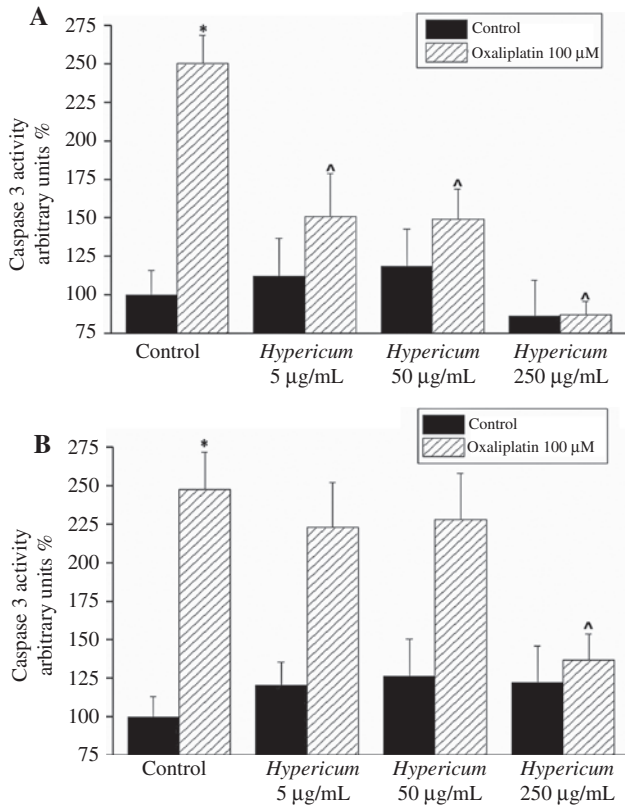 A
Caspase 3 activity
arbitrary units %
275
250
225
200
175
150
125
100
75
*
^
^
^
Control
Oxaliplatin 100 µM
Control
Hypericum
5 µg/mL
Hypericum
50 µg/mL
Hypericum
250 µg/mL
B
Caspase 3 activity
arbitrary units %
275
250
225
200
175
150
125
100
75
*
^
Control
Oxaliplatin 100 µM
Control
Hypericum
5 µg/mL
Hypericum
50 µg/mL
Hypericum
250 µg/mL